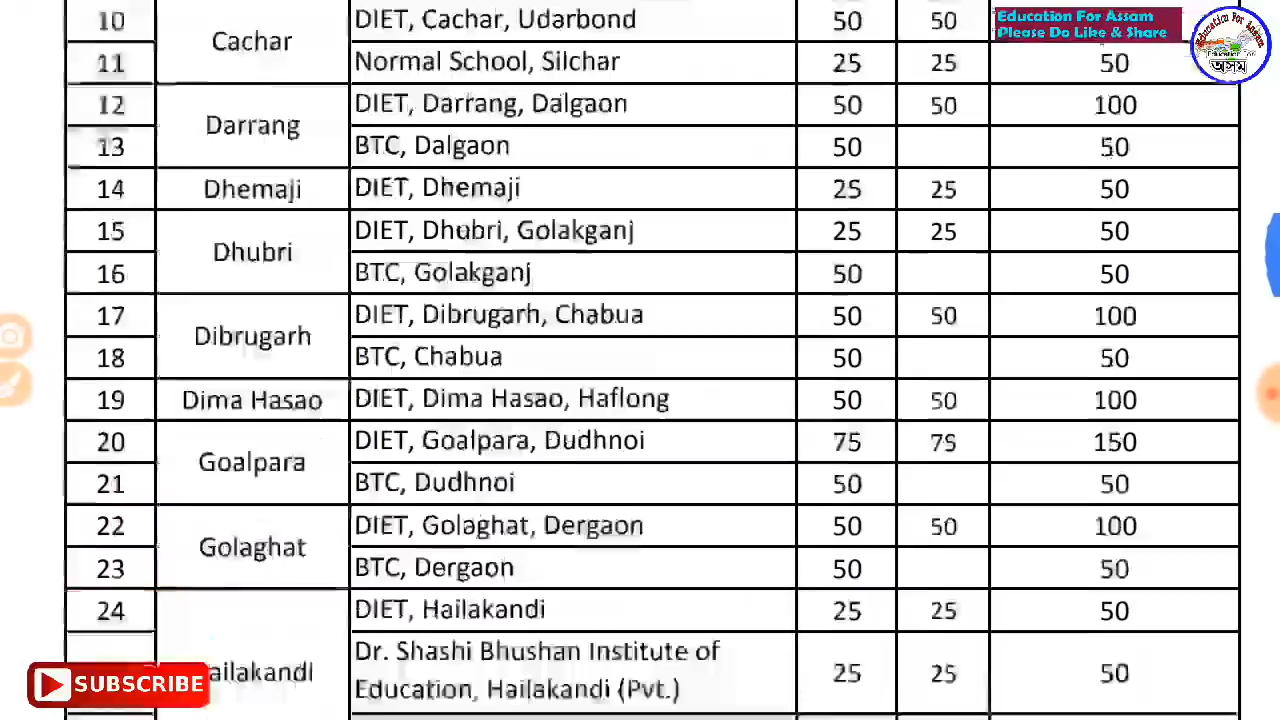 Education For Assam
Please Do Like & Share
অসম
10 Cachar DIET, Cachar, Udarbond 50 50
11 Normal School, Silchar 25 25 50
12 Darrang DIET, Darrang, Dalgaon 50 50 100
13 BTC, Dalgaon 50 50
14 Dhemaji DIET, Dhemaji 25 25 50
15 Dhubri DIET, Dhubri, Golakganj 25 25 50
16 BTC, Golakganj 50 50
17 Dibrugarh DIET, Dibrugarh, Chabua 50 50 100
18 BTC, Chabua 50 50
19 Dima Hasao DIET, Dima Hasao, Haflong 50 50 100
20 Goalpara DIET, Goalpara, Dudhnoi 75 75 150
21 BTC, Dudhnoi 50 50
22 Golaghat DIET, Golaghat, Dergaon 50 50 100
23 BTC, Dergaon 50 50
24 DIET, Hailakandi 25 25 50
Dr. Shashi Bhushan Institute of
Education, Hailakandi (Pvt.) 25 25 50
SUBSCRIBE